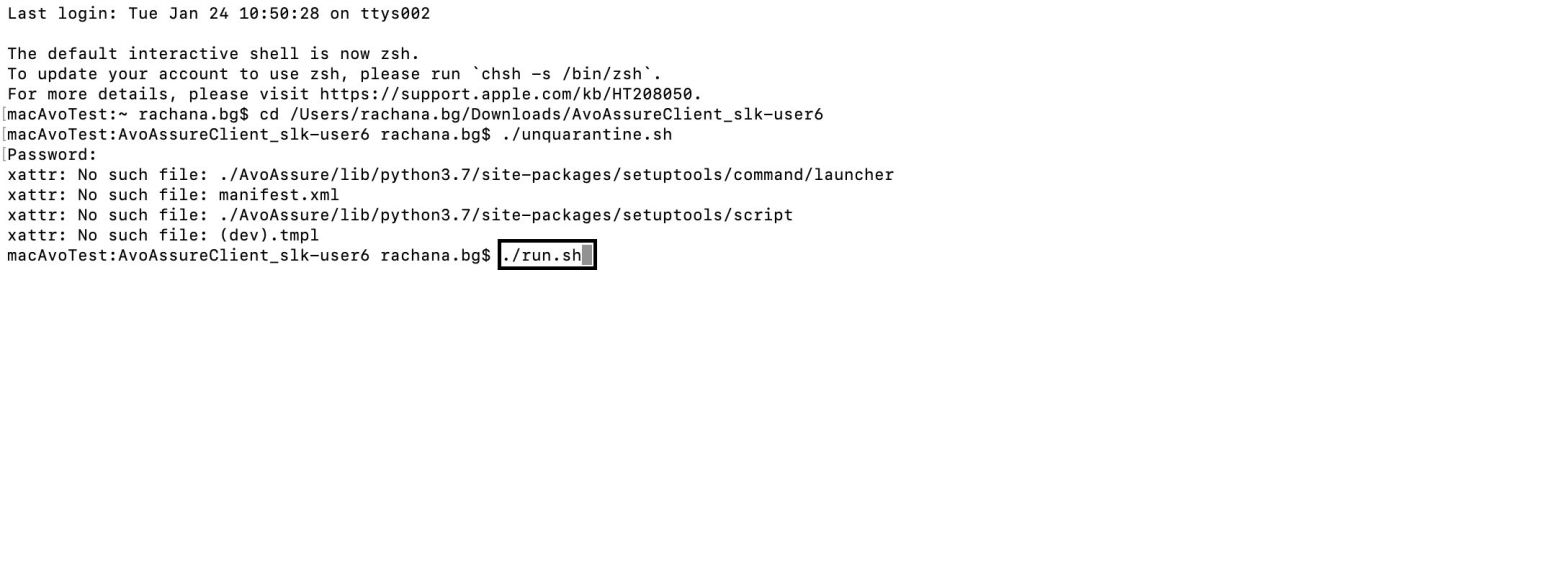 Last login: Tue Jan 24 10:50:28 on ttys002
The default interactive shell is now zsh.
To update your account to use zsh, please run `chsh -s /bin/zsh`.
For more details, please visit https://support.apple.com/kb/HT208050.
[macAvoTest:~ rachana.bg$ cd /Users/rachana.bg/Downloads/AvoAssureClient_slk-user6
[macAvoTest:AvoAssureClient_slk-user6 rachana.bg$ ./unquarantine.sh
[Password:
xattr: No such file: ./AvoAssure/lib/python3.7/site-packages/setuptools/command/launcher
xattr: No such file: manifest.xml
xattr: No such file: ./AvoAssure/lib/python3.7/site-packages/setuptools/script
xattr: No such file: (dev).tmpl
macAvoTest:AvoAssureClient_slk-user6 rachana.bg$ ./run.sh